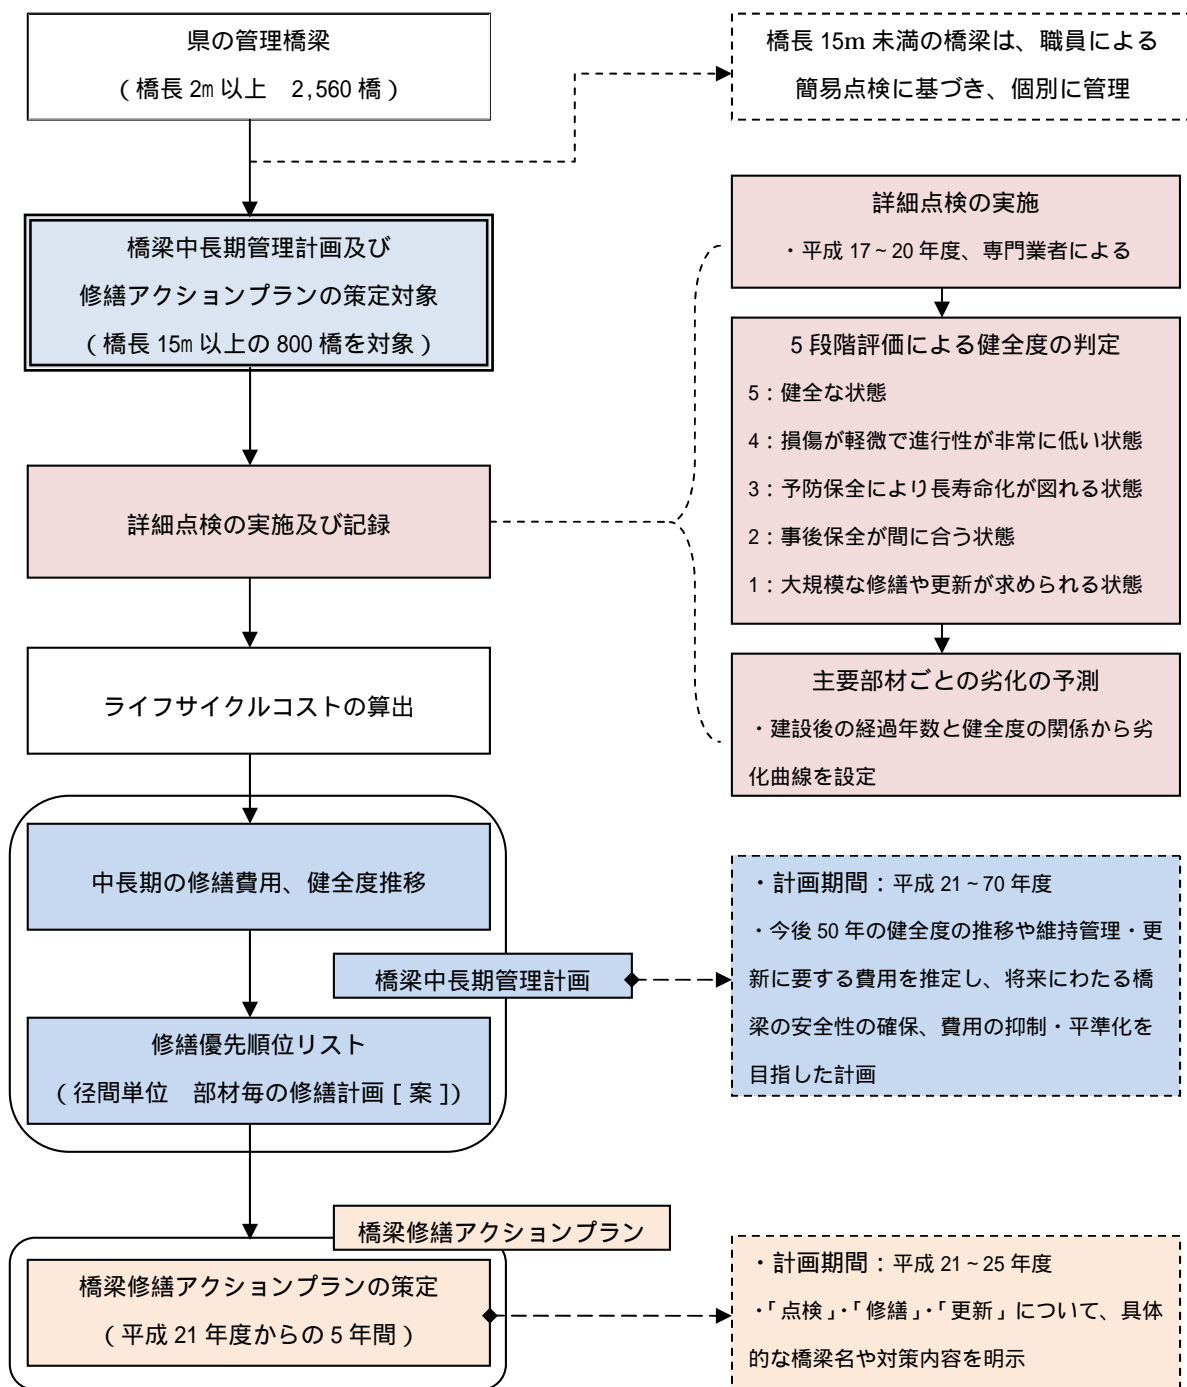 県の管理橋梁
（橋長 2m 以上　2,560 橋）
橋長 15m 未満の橋梁は、職員による
簡易点検に基づき、個別に管理
橋梁中長期管理計画及び
修繕アクションプランの策定対象
（橋長 15m 以上の 800 橋を対象）
詳細点検の実施
・平成 17~20 年度、専門業者による
5 段階評価による健全度の判定
5：健全な状態
4：損傷が軽微で進行性が非常に低い状態
3：予防保全により長寿命化が図れる状態
2：事後保全が間に合う状態
1：大規模な修繕や更新が求められる状態
詳細点検の実施及び記録
主要部材ごとの劣化の予測
・建設後の経過年数と健全度の関係から劣
化曲線を設定
ライフサイクルコストの算出
中長期の修繕費用、健全度推移
橋梁中長期管理計画
修繕優先順位リスト
（径間単位　部材毎の修繕計画［案］）
・計画期間：平成 21~70 年度
・今後 50 年の健全度の推移や維持管理・更
新に要する費用を推定し、将来にわたる橋
梁の安全性の確保、費用の抑制・平準化を
目指した計画
橋梁修繕アクションプラン
橋梁修繕アクションプランの策定
（平成 21 年度からの 5 年間）
・計画期間：平成 21~25 年度
・「点検」・「修繕」・「更新」について、具体
的な橋梁名や対策内容を明示